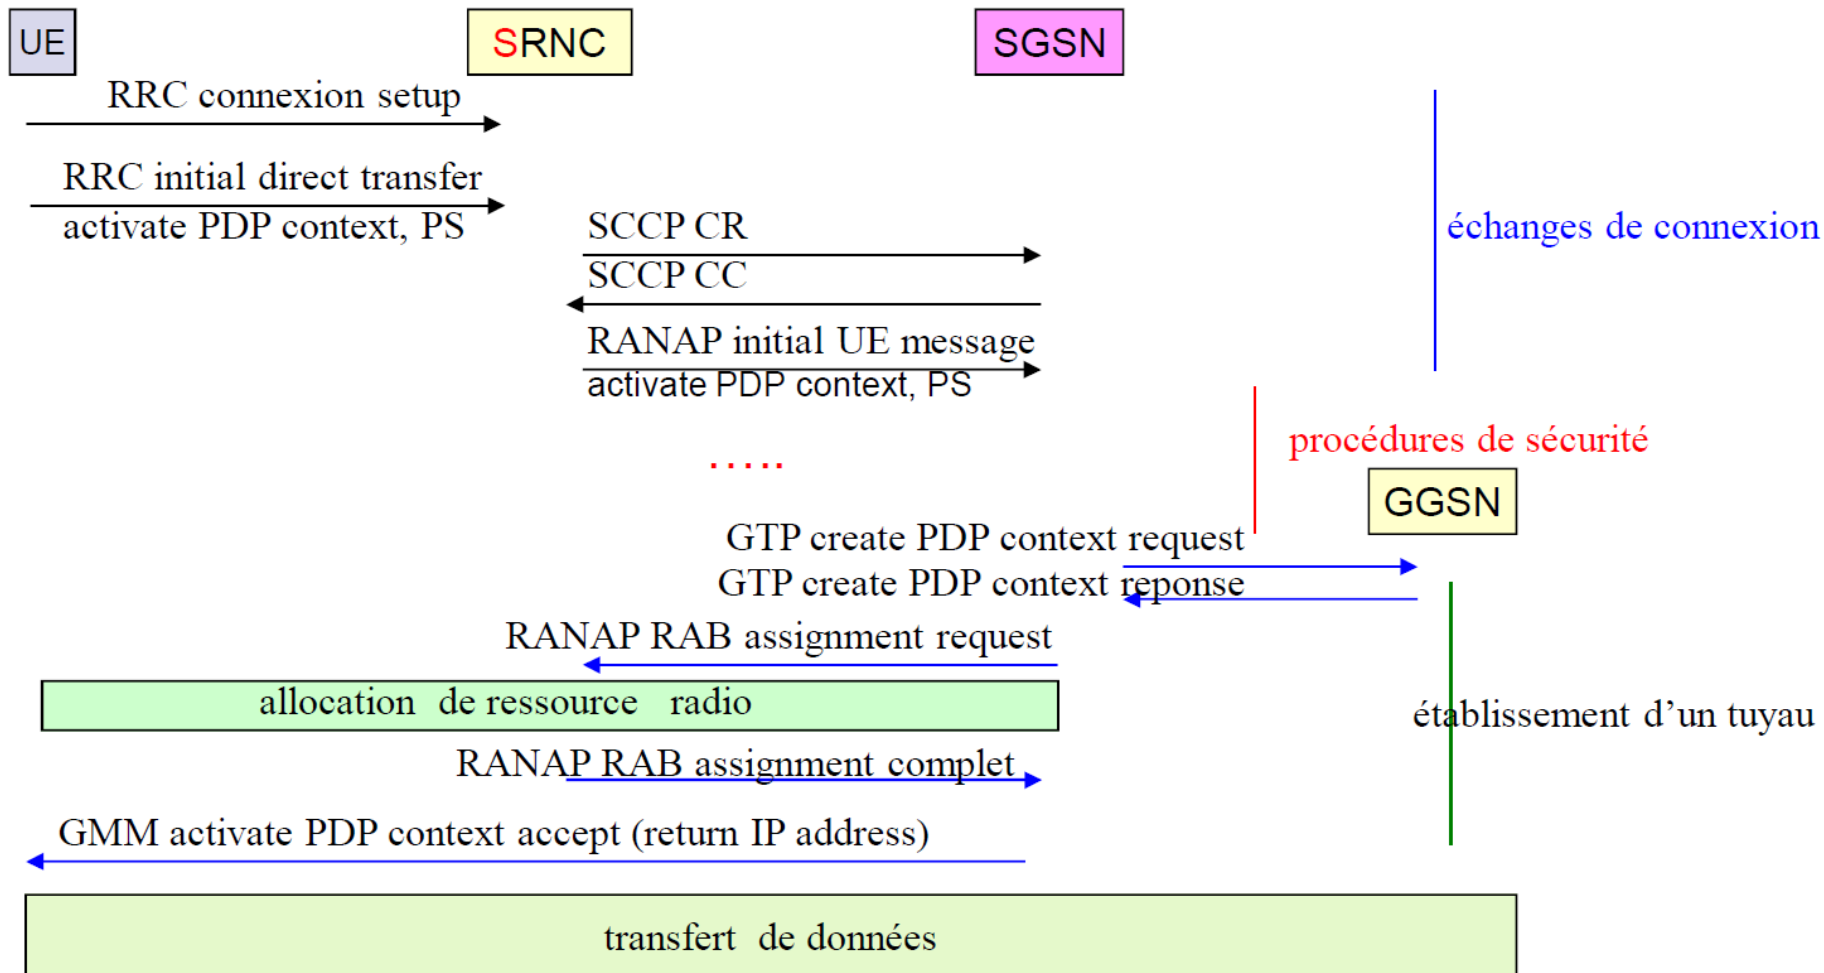 UE
SRNC
SGSN
RRC connexion setup
RRC initial direct transfer
activate PDP context, PS
SCCP CR
échanges de connexion
SCCP CC
RANAP initial UE message
activate PDP context, PS
procédures de sécurité
.....
GGSN
GTP create PDP context request
GTP create PDP context reponse
RANAP RAB assignment request
allocation de ressource radio
établissement d’un tuyau
RANAP RAB assignment complet
GMM activate PDP context accept (return IP address)
transfert de données